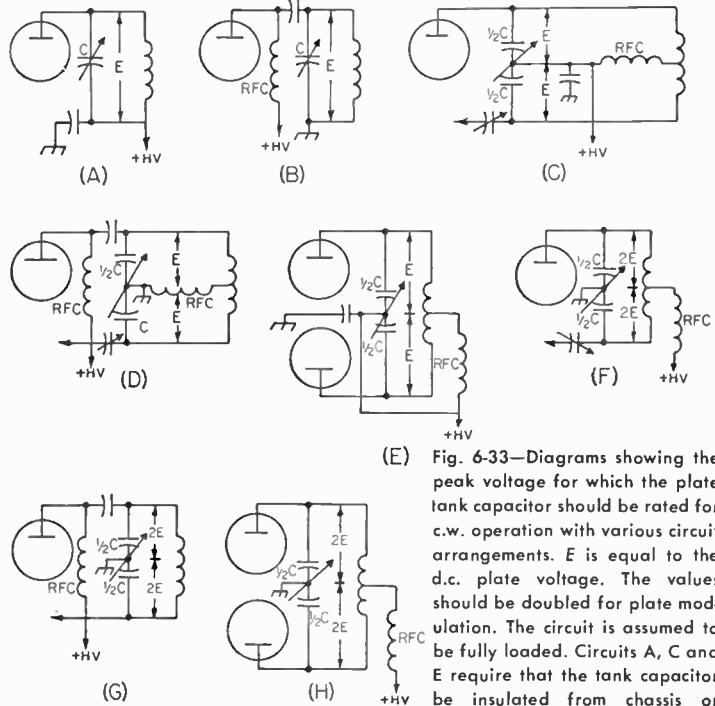 C
E
+HV
(A)
RFC
C
E
+HV
(B)
½C
½C
E
E
RFC
+HV
(C)
RFC
½C
C
E
RFC
E
+HV
(D)
½C
½C
E
E
RFC
+HV
(E)
½C
½C
2E
2E
RFC
+HV
(F)
RFC
½C
½C
2E
2E
+HV
(G)
½C
½C
2E
2E
RFC
+HV
(H)
Fig. 6-33—Diagrams showing the
peak voltage for which the plate
tank capacitor should be rated for
c.w. operation with various circuit
arrangements. E is equal to the
d.c. plate voltage. The values
should be doubled for plate mod-
ulation. The circuit is assumed to
be fully loaded. Circuits A, C and
E require that the tank capacitor
be insulated from chassis or